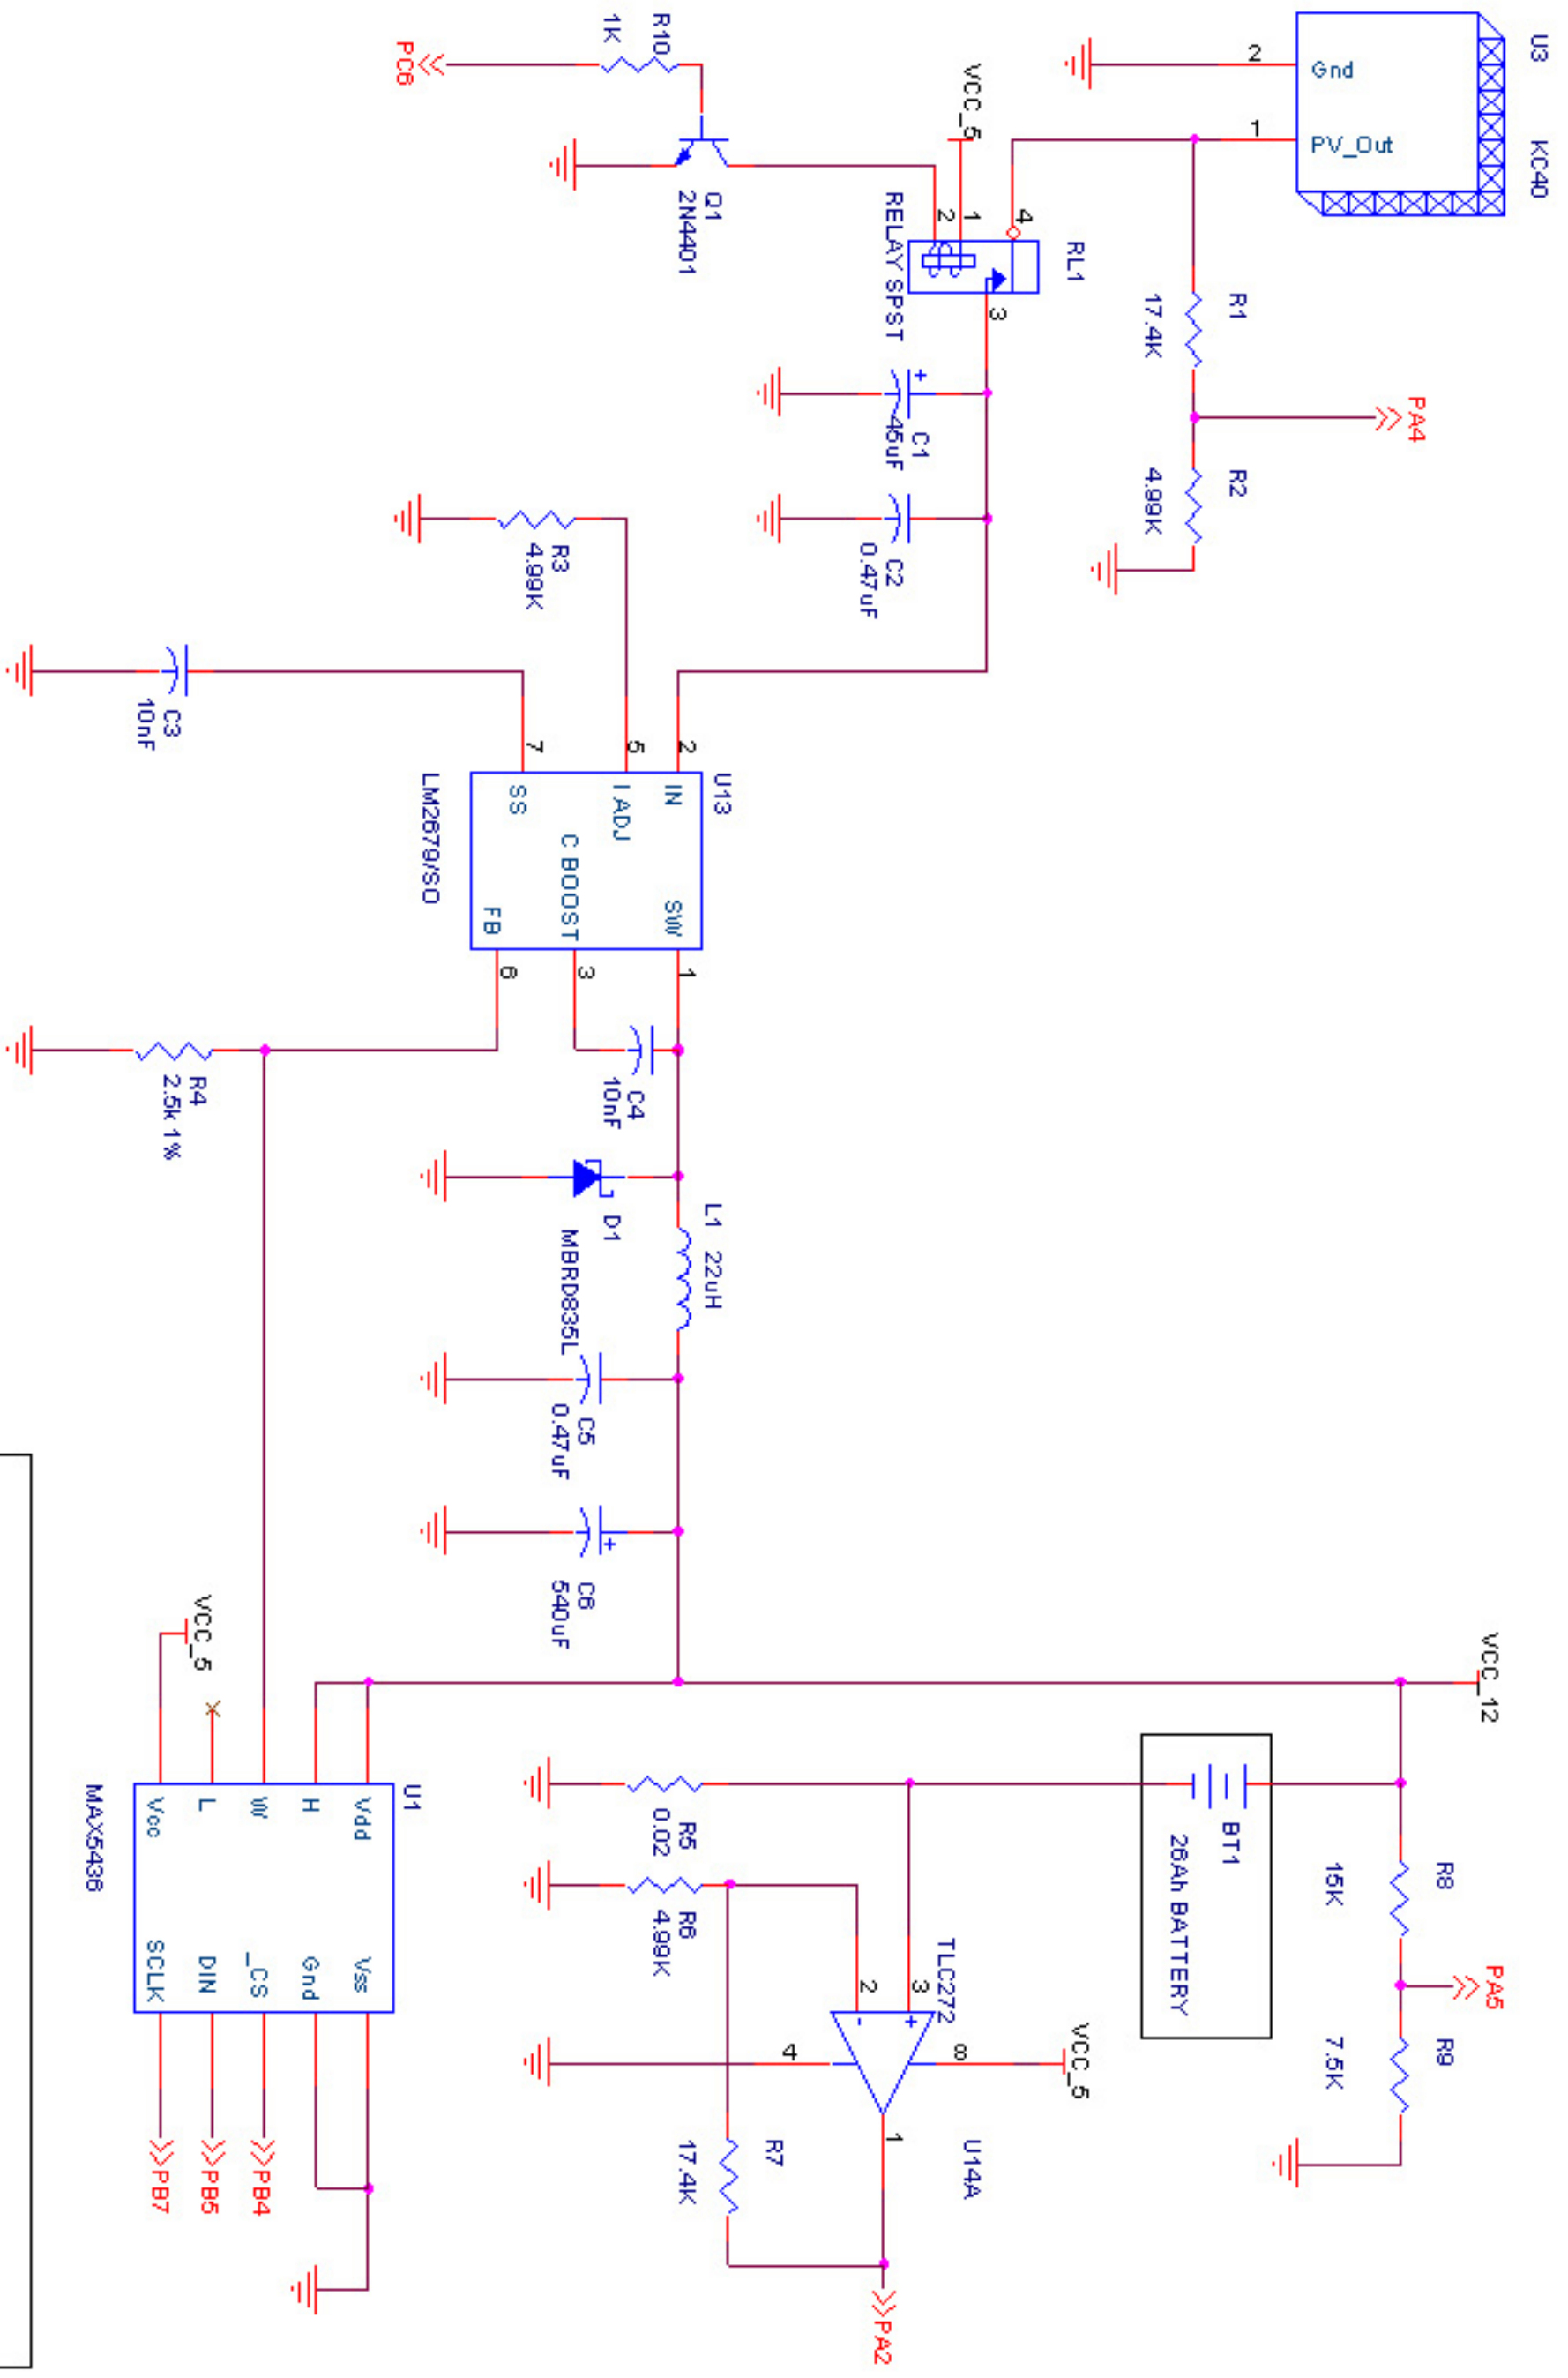 U3
KC40
Gnd
2
PV_Out
1
R1
17.4K
PA4
R2
4.99K
RL1
4
VCC_5
1
2
3
RELAY SPST
R10
1K
PC6
Q1
2N4401
C1
45uF
C2
0.47uF
R3
4.99K
C3
10nF
U13
LM2679/SO
2
IN
5
I ADJ
7
SS
C BOOST
SW
FB
1
3
6
C4
10nF
R4
2.5k 1%
D1
MBRD835L
L1 22uH
C5
0.47uF
C6
540uF
VCC_12
R8
15K
PA5
R9
7.5K
BT1
26Ah BATTERY
R5
0.02
R6
4.99K
TLC272
3
2
+
-
8
4
VCC_5
1
U14A
R7
17.4K
PA2
VCC_5
U1
MAX5436
Vdd
H
W
L
Vcc
Vss
Gnd
_CS
DIN
SCLK
PB4
PB5
PB7